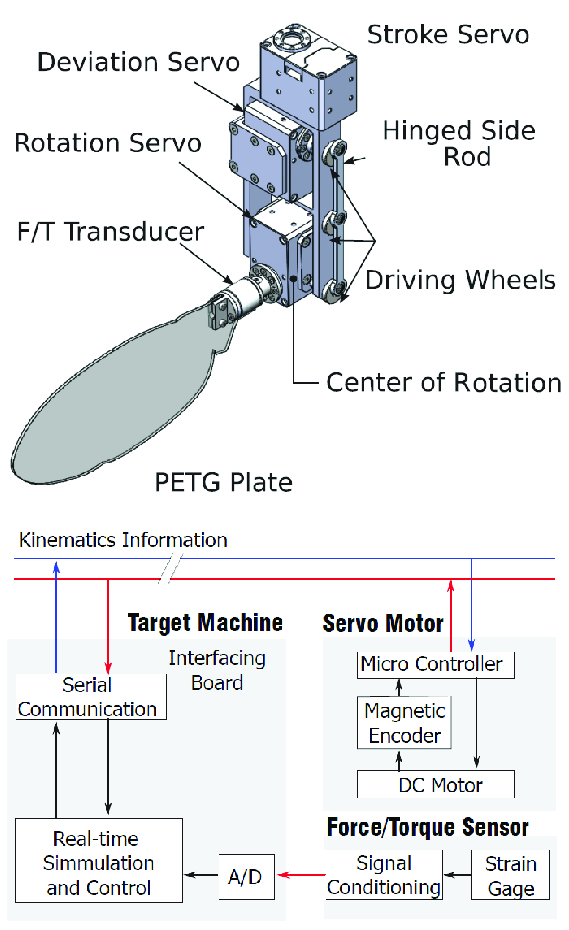 Stroke Servo
Deviation Servo
Hinged Side
Rod
Rotation Servo
F/T Transducer
Driving Wheels
Center of Rotation
PETG Plate
Kinematics Information
Target Machine
Servo Motor
Interfacing
Board
Micro Controller
Serial
Communication
Magnetic
Encoder
DC Motor
Force/Torque Sensor
Real-time
Simmulation
and Control
A/D
Signal
Conditioning
Strain
Gage